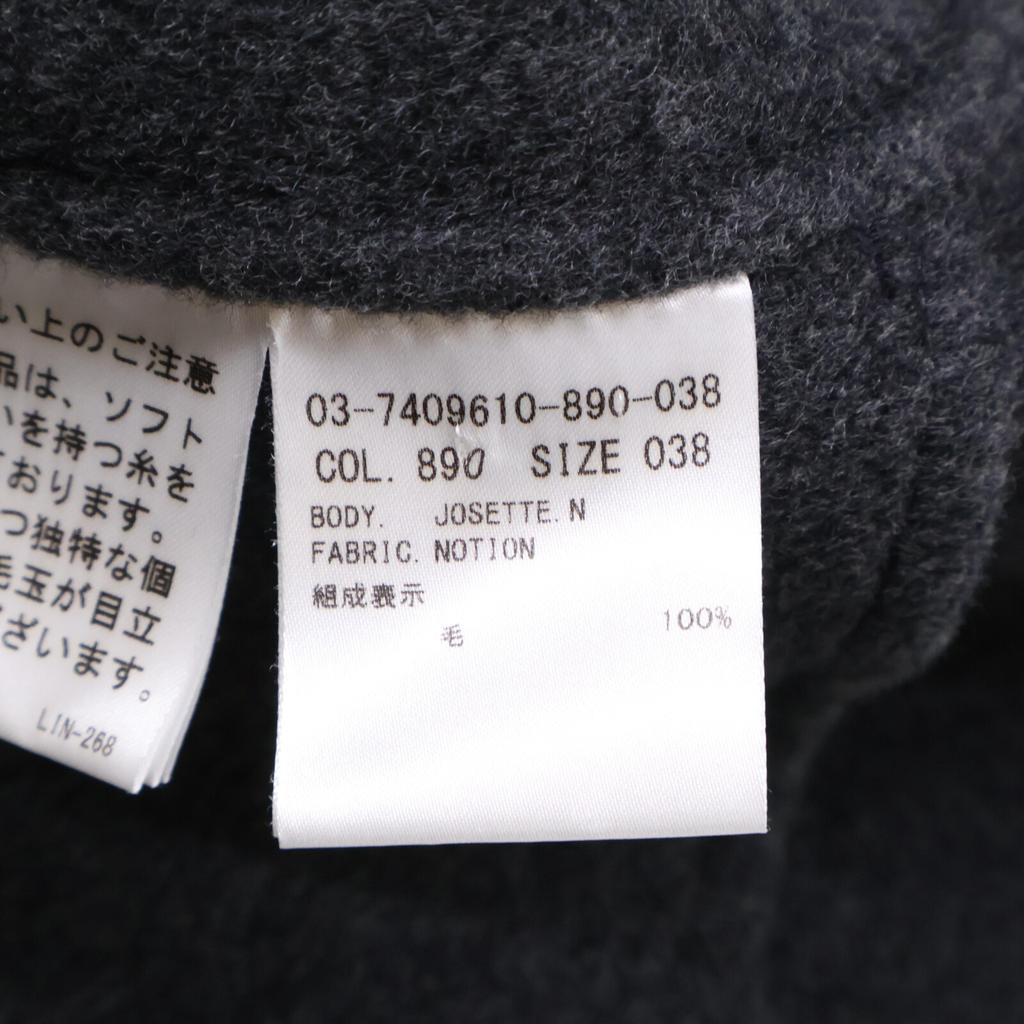 い上のご注意
品は、ソフト
いを持つ糸を
ております。
つ独特な個
毛玉が目立
ございます。
LIN-268
03-7409610-890-038
COL. 890 SIZE 038
BODY. JOSETTE.N
FABRIC. NOTION
組成表示
毛 100%